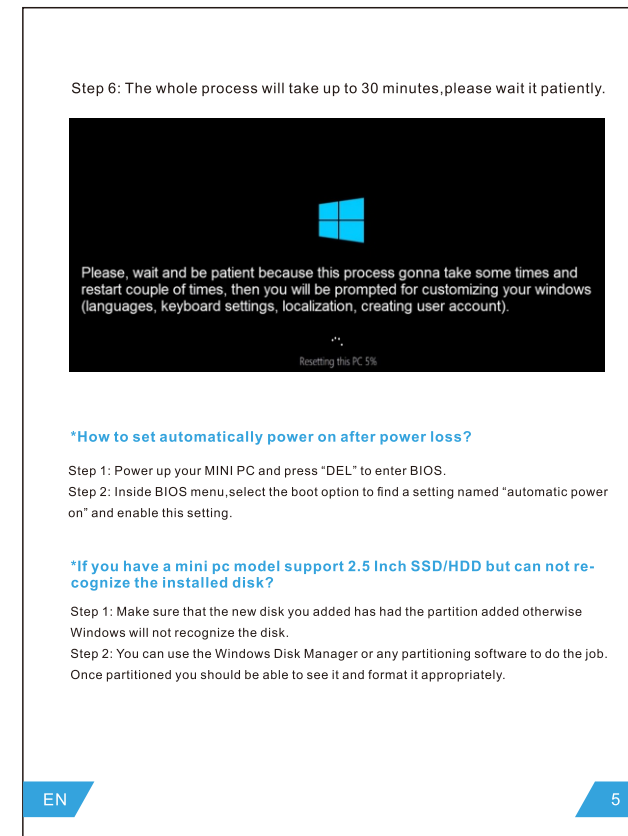 Step 6: The whole process will take up to 30 minutes,please wait it patiently.
Please, wait and be patient because this process gonna take some times and
restart couple of times, then you will be prompted for customizing your windows
(languages, keyboard settings, localization, creating user account).
Resetting this PC 5%
*How to set automatically power on after power loss?
Step 1: Power up your MINI PC and press “DEL” to enter BIOS.
Step 2: Inside BIOS menu,select the boot option to find a setting named “automatic power
on” and enable this setting.
*If you have a mini pc model support 2.5 Inch SSD/HDD but can not re-
cognize the installed disk?
Step 1: Make sure that the new disk you added has had the partition added otherwise
Windows will not recognize the disk.
Step 2: You can use the Windows Disk Manager or any partitioning software to do the job.
Once partitioned you should be able to see it and format it appropriately.
EN
5